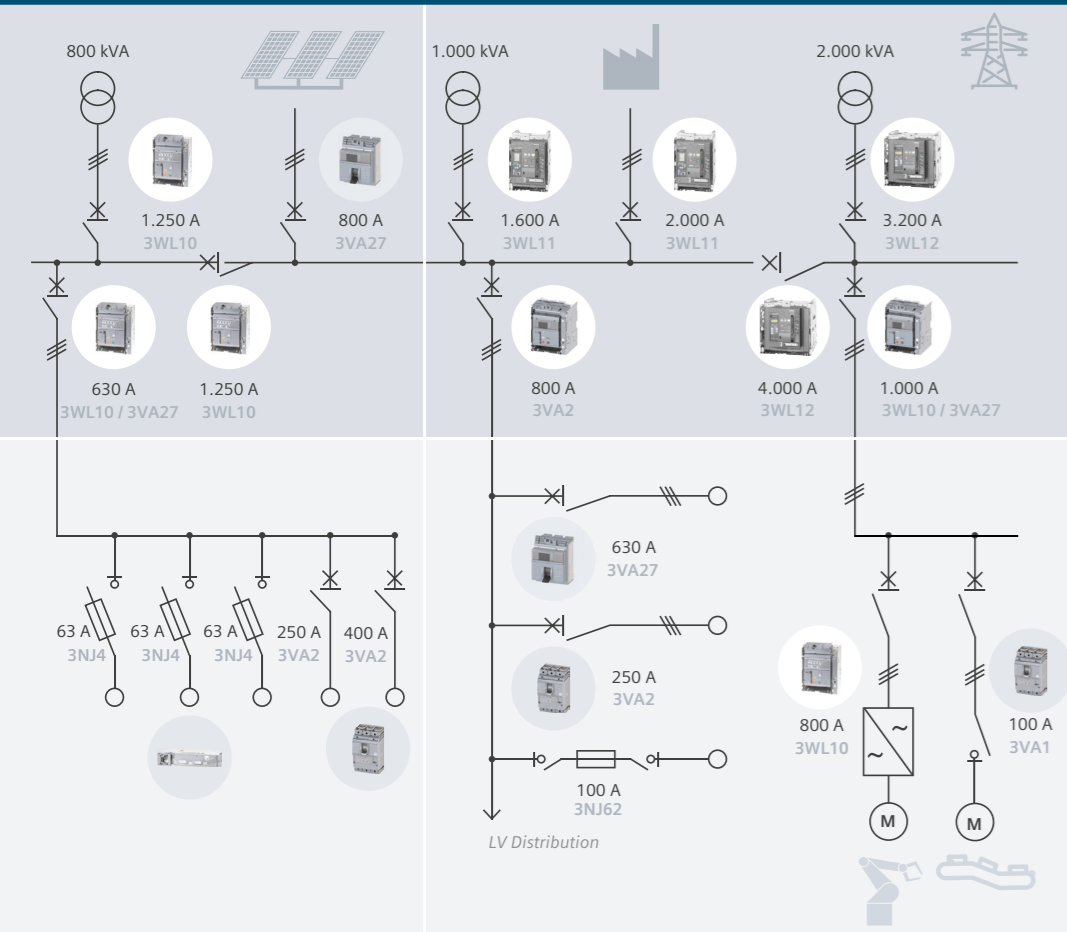 800 kVA
1.000 kVA
2.000 kVA
1.250 A
3WL10
800 A
3VA27
1.600 A
3WL11
2.000 A
3WL11
3.200 A
3WL12
630 A
3WL10 / 3VA27
1.250 A
3WL10
800 A
3VA2
4.000 A
3WL12
1.000 A
3WL10 / 3VA27
63 A
3NJ4
63 A
3NJ4
63 A
3NJ4
250 A
3VA2
400 A
3VA2
630 A
3VA27
250 A
3VA2
100 A
3NJ62
LV Distribution
800 A
3WL10
100 A
3VA1
~
~
M
M